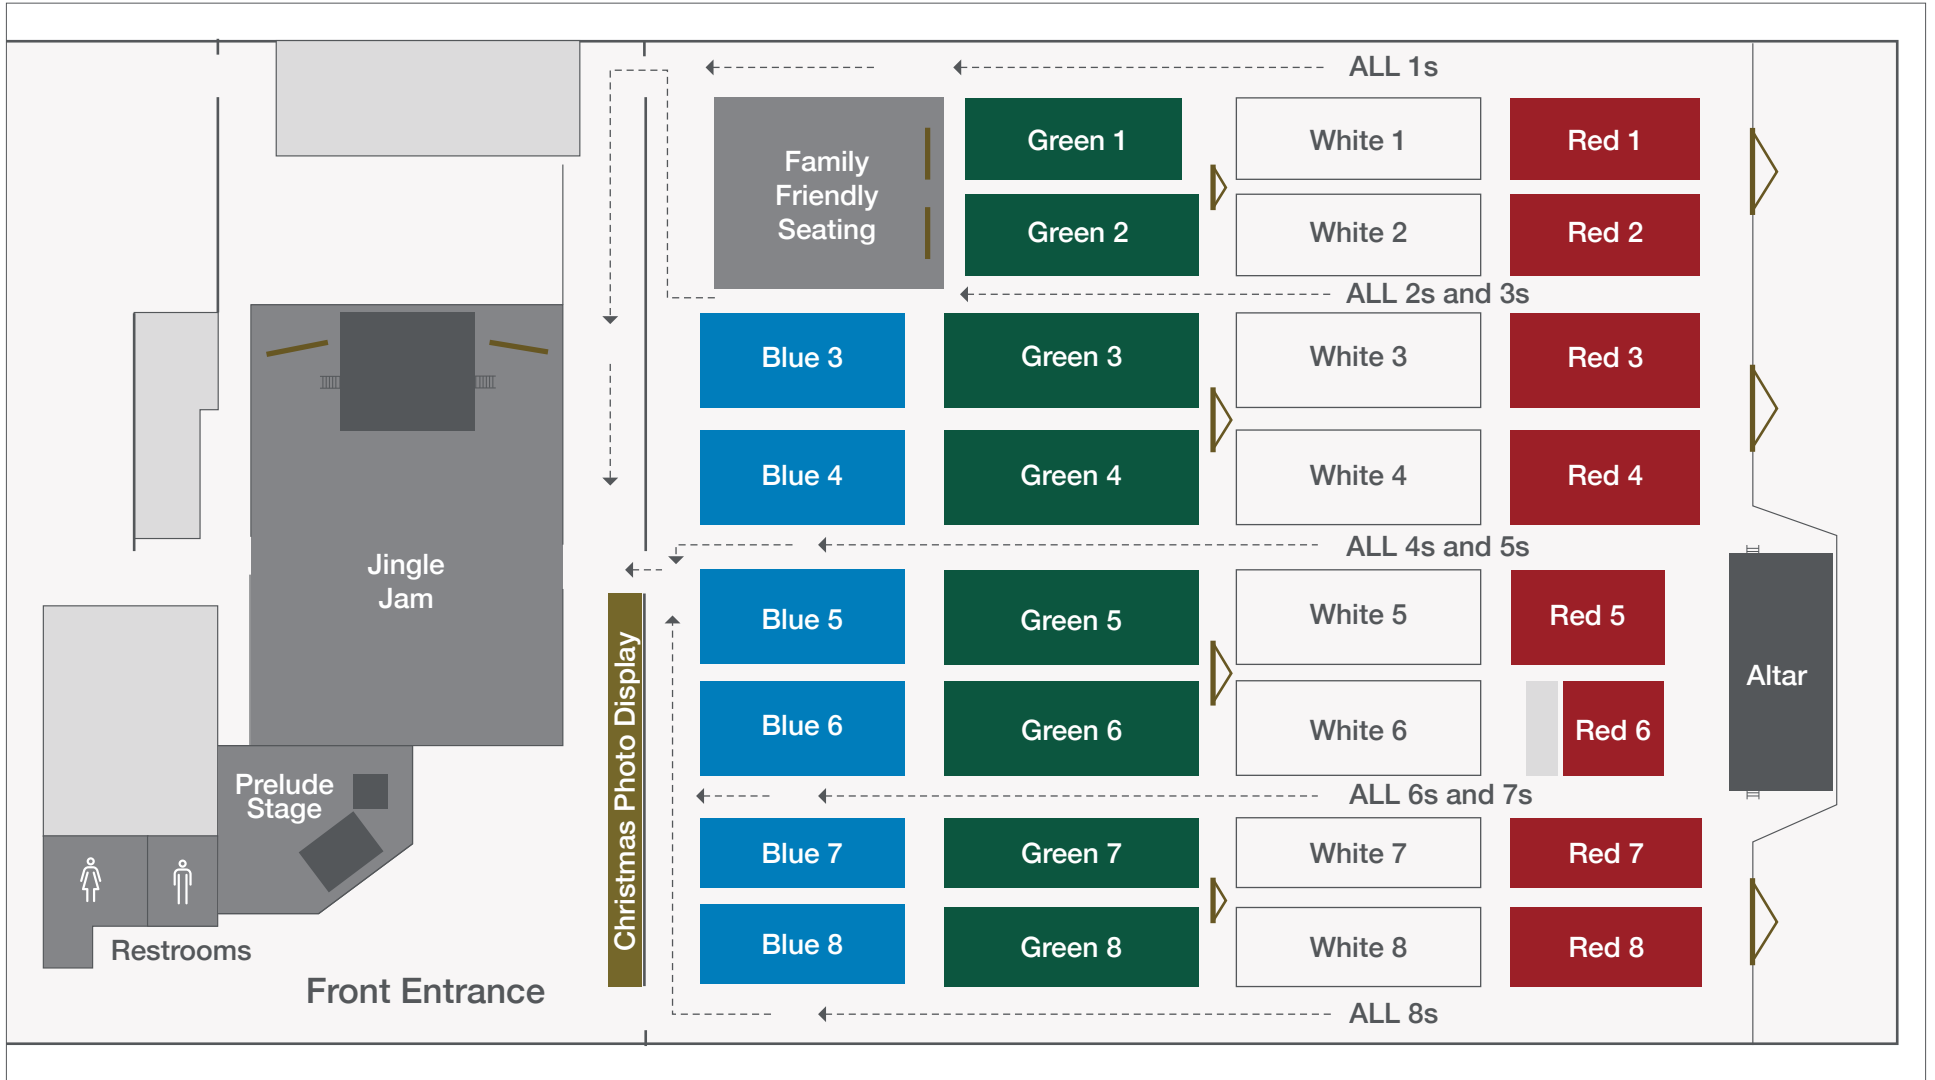 ALL 1s
Family
Friendly
Seating
Green 1
White 1
Red 1
Green 2
White 2
Red 2
ALL 2s and 3s
Blue 3
Green 3
White 3
Red 3
Blue 4
Green 4
White 4
Red 4
ALL 4s and 5s
Jingle
Jam
Blue 5
Green 5
White 5
Red 5
Altar
Blue 6
Green 6
White 6
Red 6
Christmas Photo Display
Prelude
Stage
ALL 6s and 7s
Blue 7
Green 7
White 7
Red 7
Blue 8
Green 8
White 8
Red 8
Restrooms
Front Entrance
ALL 8s